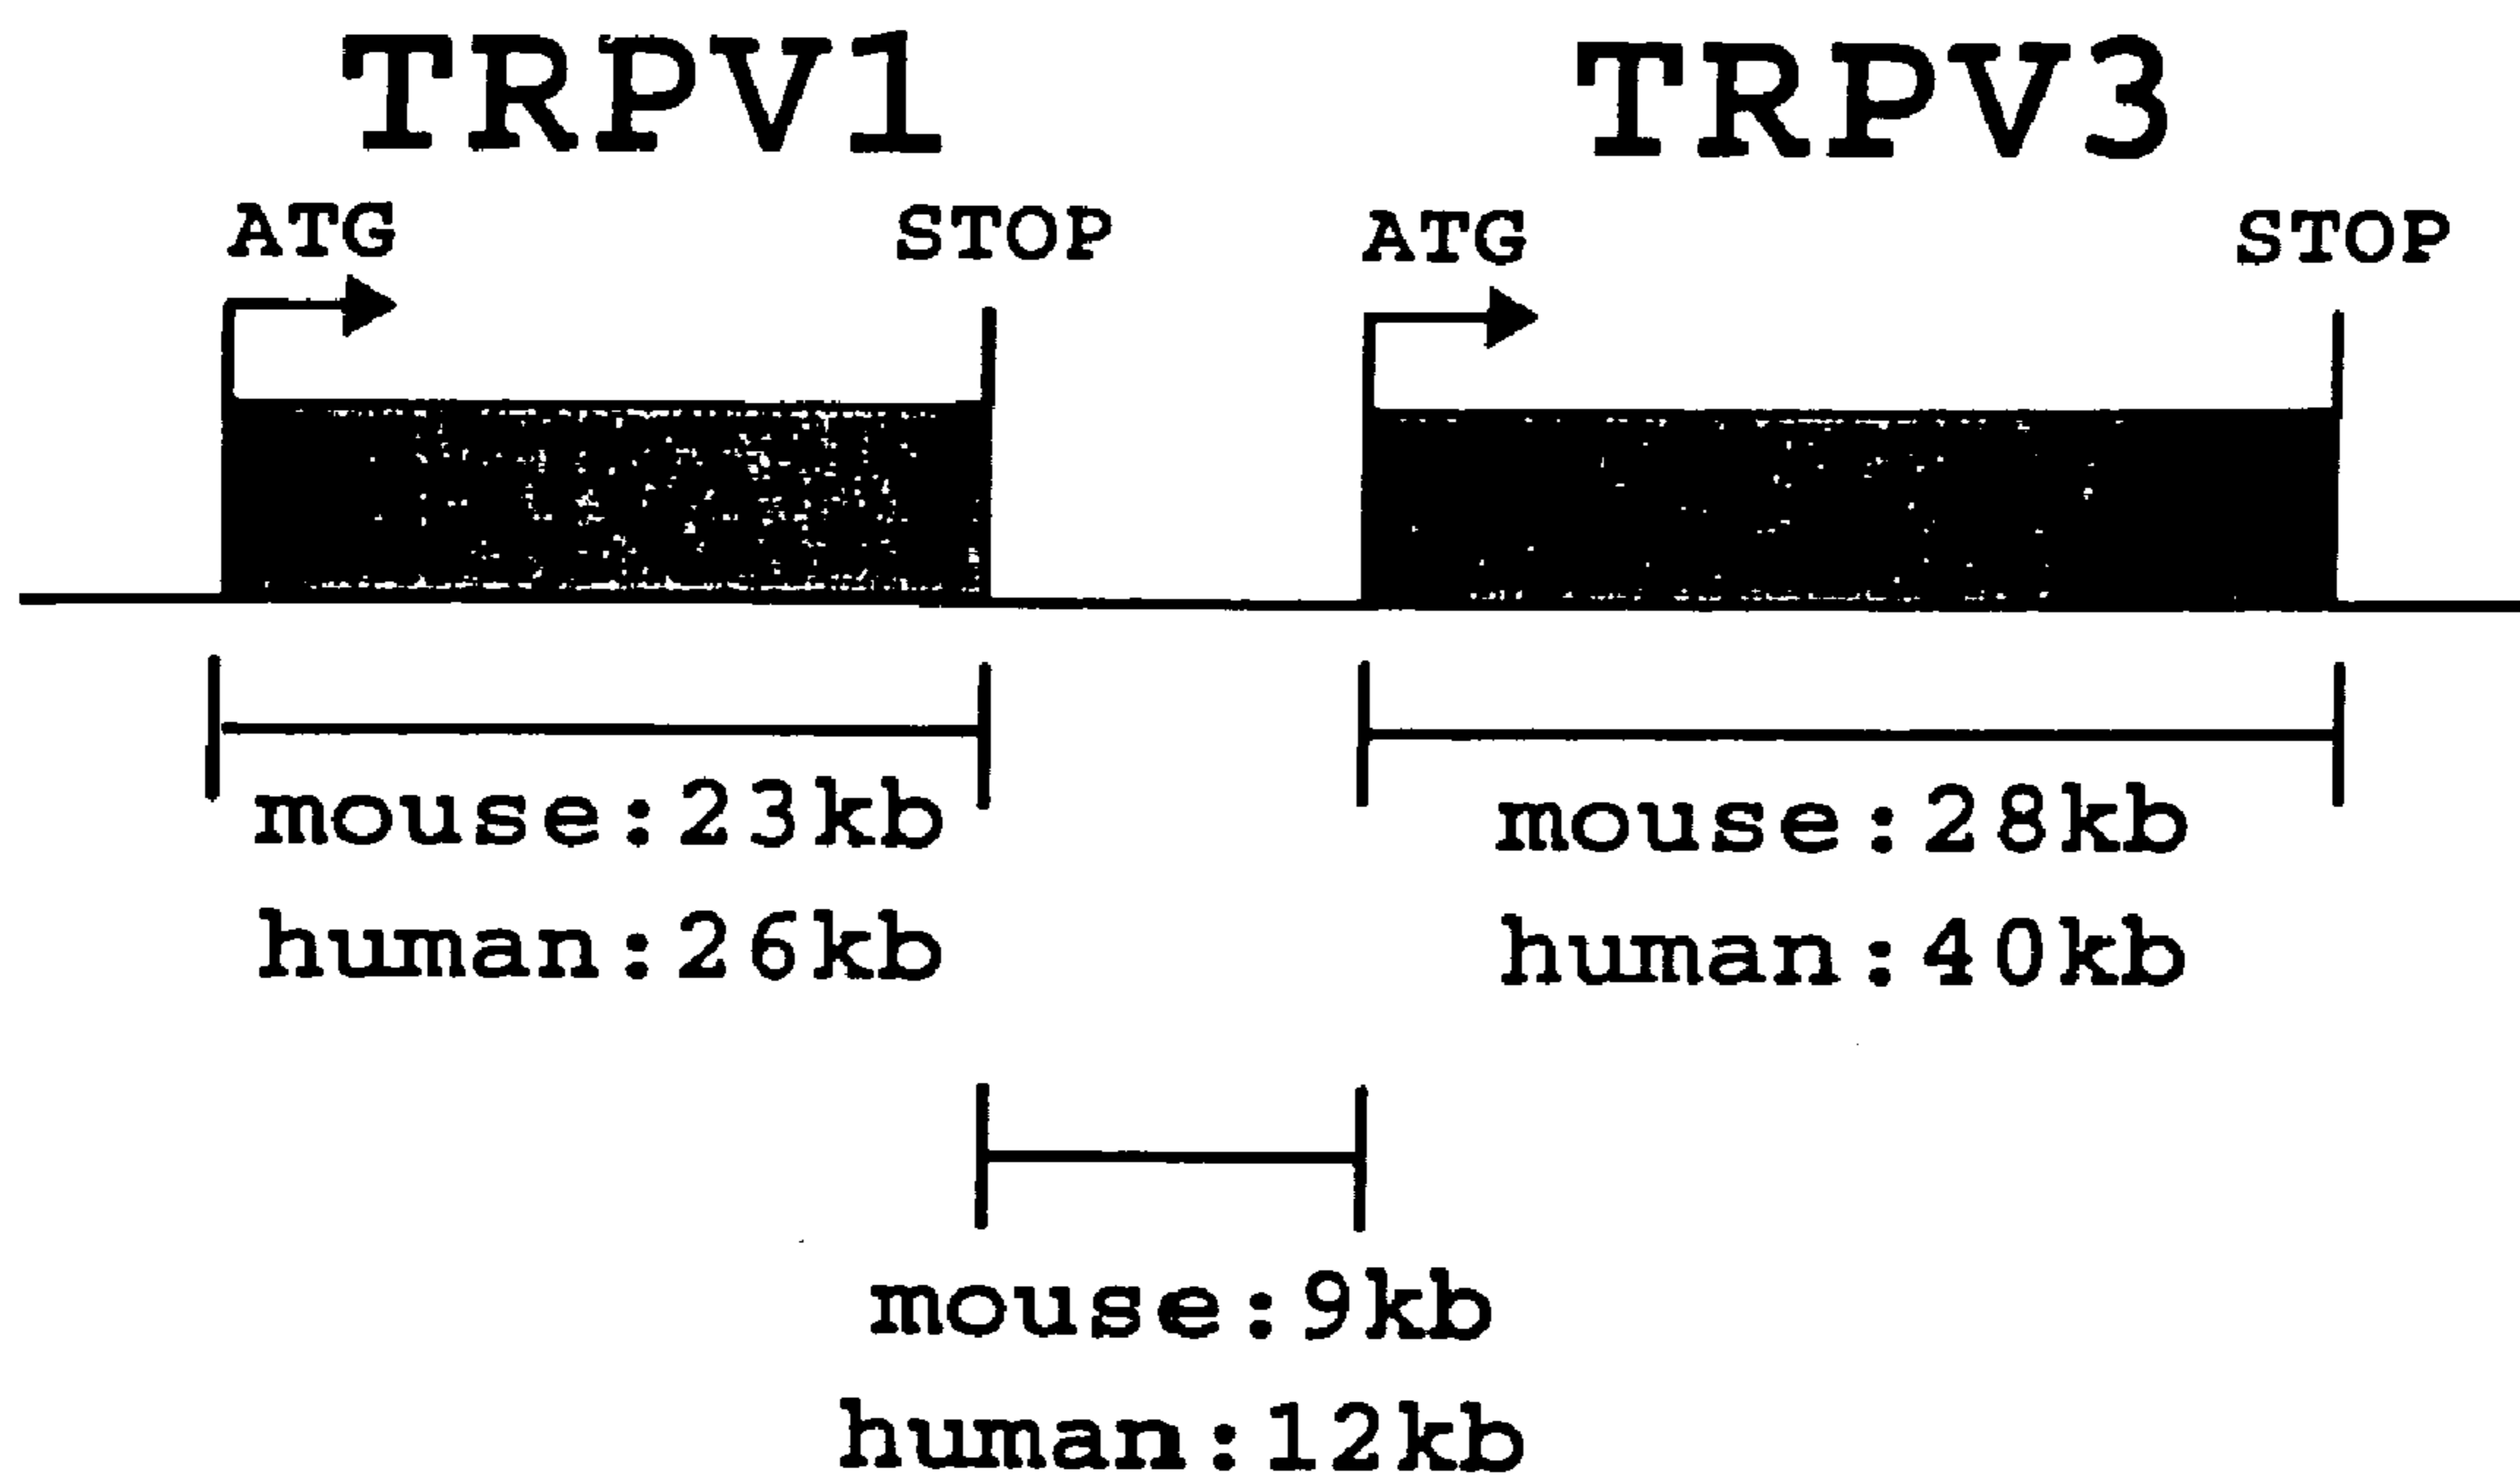 TRPV1 TRPV3
ATG STOP ATG STOP
mouse:23kb mouse:28kb
human:26kb human:40kb
mouse:9kb
human:12kb